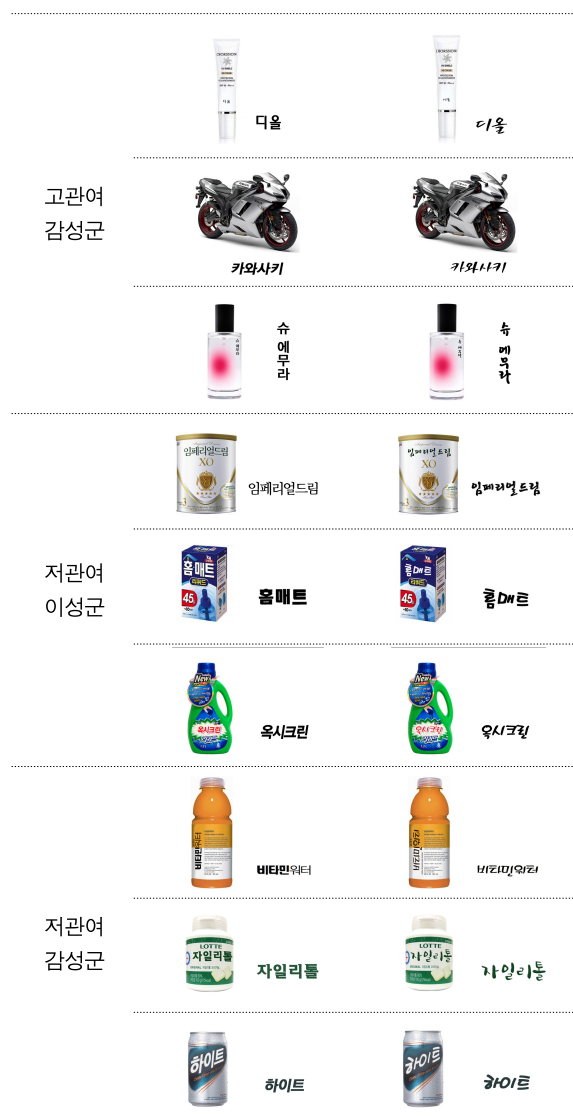 고관여
감성군
디올
디올
카와사키
카와사키
슈에무라
슈에무라
저관여
이성군
임페리얼드림
XO
임페리얼드림
임페리얼드림
XO
임페리얼드림
홈매트
리퀴드
45
홈매트
홈매트
리퀴드
45
홈매트
New
옥시크린
옥시크린
New
옥시크린
옥시크린
저관여
감성군
비타민워터
비타민워터
비타민워터
비타민워터
LOTTE
자일리톨
자일리톨
LOTTE
자일리톨
자일리톨
하이트
하이트
하이트
하이트